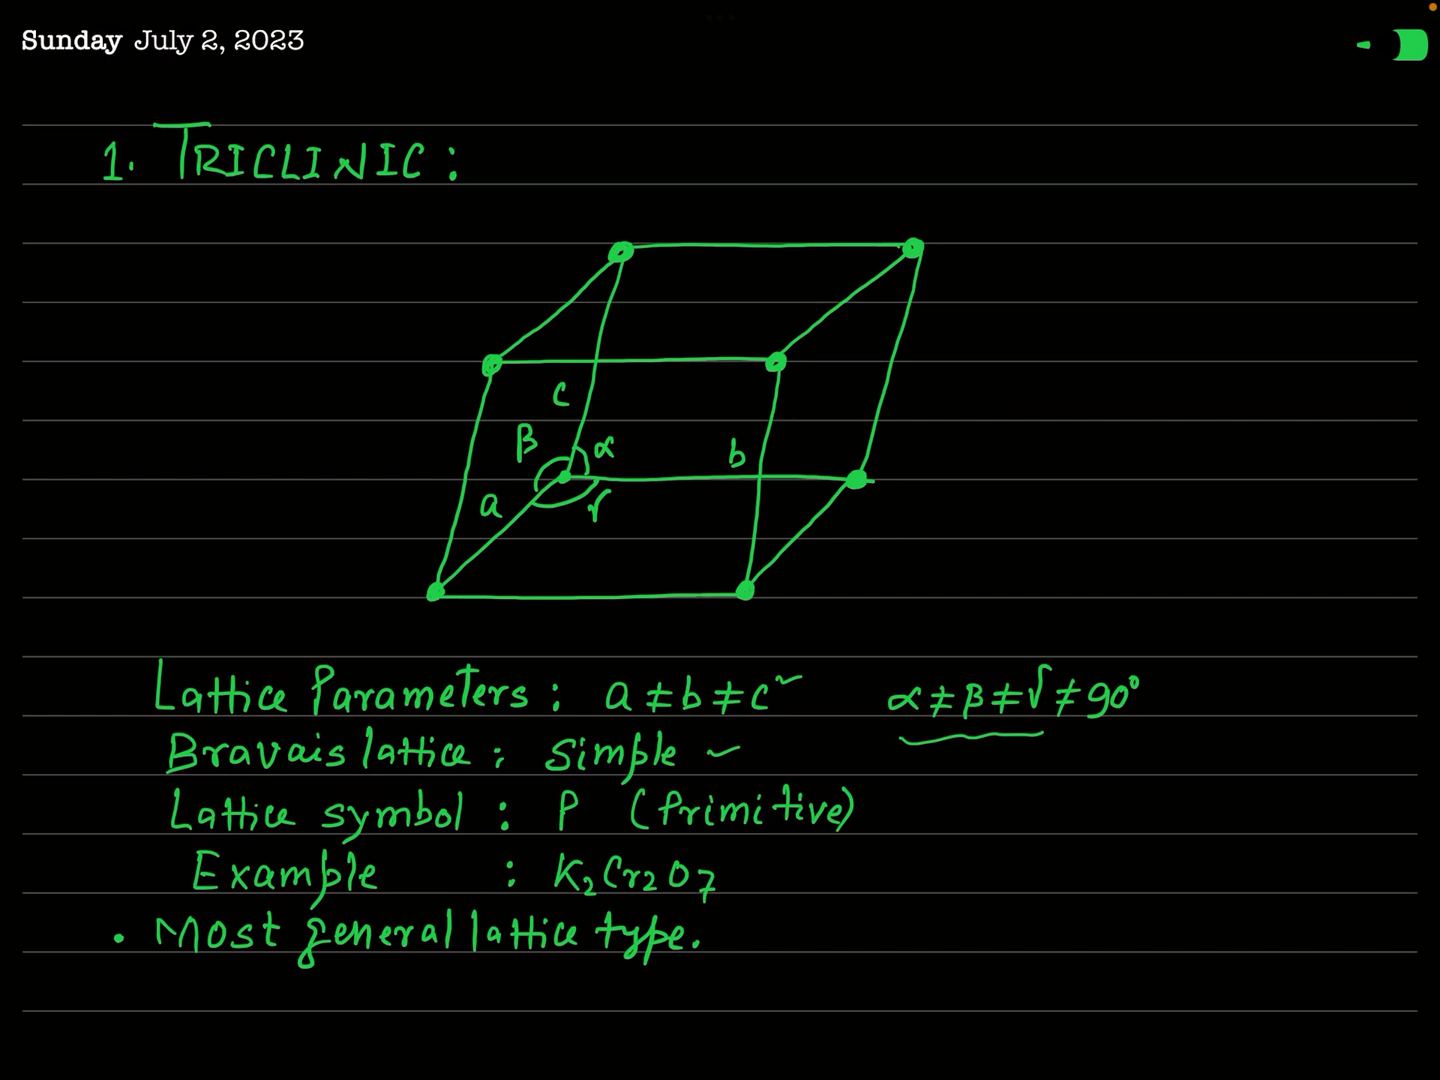 Sunday July 2, 2023
1. TRICLINIC:
c
β α b
a γ
Lattice Parameters: a≠b≠c α≠β≠γ≠90°
Bravais lattice: Simple
Lattice symbol: P (Primitive)
Example : K₂Cr₂O₇
• Most general lattice type.